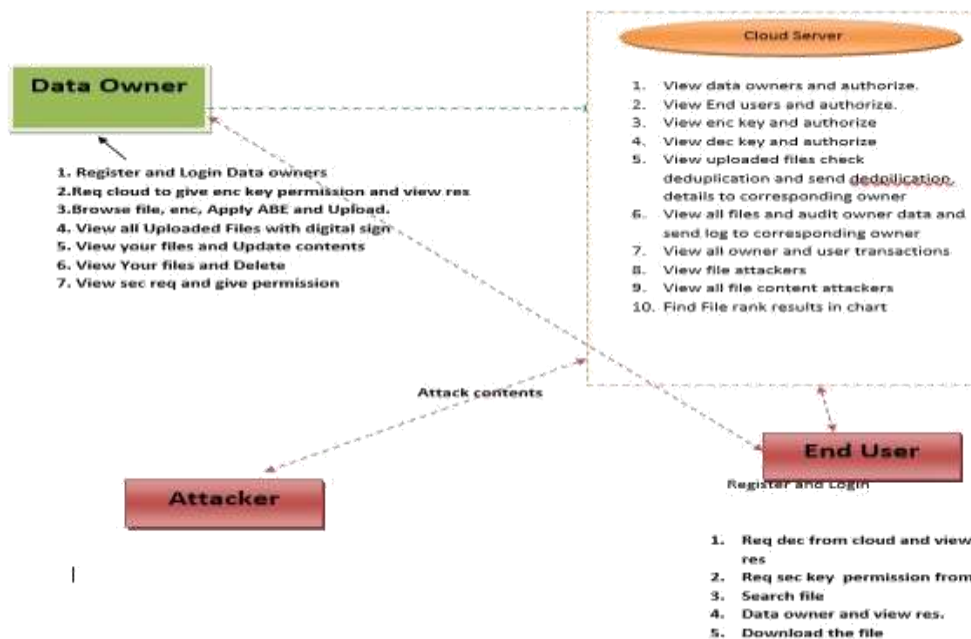 Cloud Server
Data Owner
1. View data owners and authorize.
2. View End users and authorize.
3. View enc key and authorize
4. View dec key and authorize
5. View uploaded files check
deduplication and send dedpilication
details to corresponding owner
6. View all files and audit owner data and
send log to corresponding owner
7. View all owner and user transactions
8. View file attackers
9. View all file content attackers
10. Find File rank results in chart
1. Register and Login Data owners
2.Req cloud to give enc key permission and view res
3.Browse file, enc, Apply ABE and Upload.
4. View all Uploaded Files with digital sign
5. View your files and Update contents
6. View Your files and Delete
7. View sec req and give permission
Attack contents
End User
Attacker
Register and Login
1. Req dec from cloud and view
res
2. Req sec key permission from
3. Search file
4. Data owner and view res.
5. Download the file